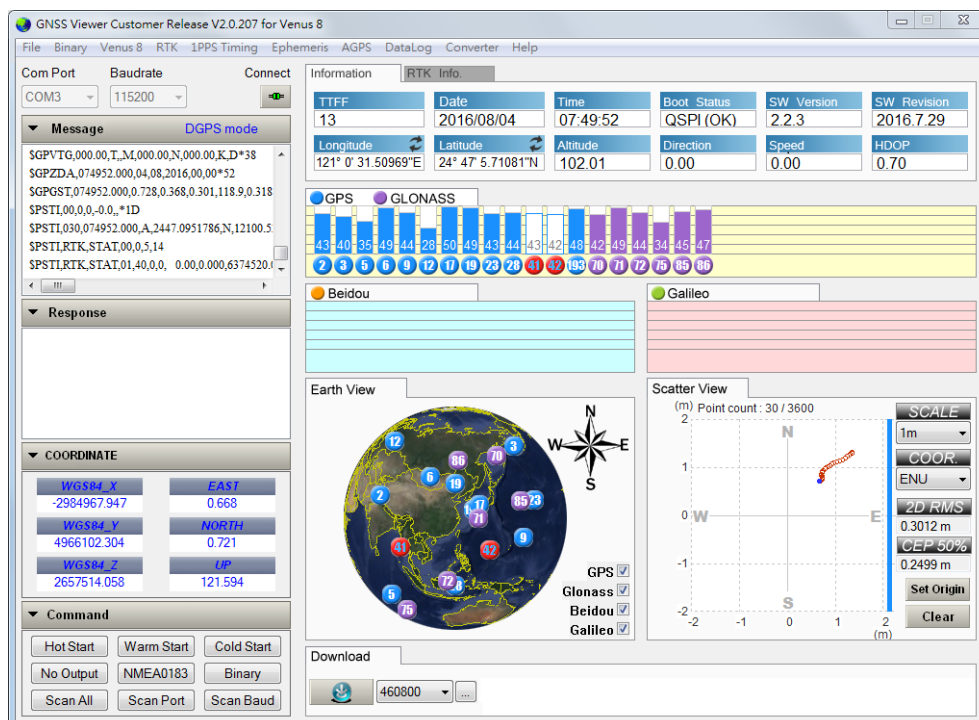 GNSS Viewer Customer Release V2.0.207 for Venus 8
File Binary Venus 8 RTK 1PPS Timing Ephemeris AGPS DataLog Converter Help
Com Port Baudrate Connect
COM3 115200
Message DGPS mode
$GPVTG,000.00,T,,M,000.00,N,000.00,K,D*38
$GPZDA,074952.000,04,08,2016,00,00*52
$GPGST,074952.000,0.728,0.368,0.301,118.9,0.318
$PSTI,00,0,0,-0.0,,*1D
$PSTI,030,074952.000,A,2447.0951786,N,12100.5
$PSTI,RTK,STAT,00,0,5,14
$PSTI,RTK,STAT,01,40,0,0, 0.00,0.000,6374520.0
Response
COORDINATE
WGS84_X EAST
-2984967.947 0.668
WGS84_Y NORTH
4966102.304 0.721
WGS84_Z UP
2657514.058 121.594
Command
Hot Start Warm Start Cold Start
No Output NMEA0183 Binary
Scan All Scan Port Scan Baud
Information RTK Info.
TTFF Date Time Boot Status SW Version SW Revision
13 2016/08/04 07:49:52 QSPI (OK) 2.2.3 2016.7.29
Longitude Latitude Altitude Direction Speed HDOP
121° 0' 31.50969"E 24° 47' 5.71081"N 102.01 0.00 0.00 0.70
GPS GLONASS
43 40 35 49 44 28 50 49 43 44 43 42 48 42 49 44 34 45 47
2 3 5 6 9 12 17 19 23 28 41 42 193 70 71 72 75 85 86
Beidou Galileo
Earth View
N
W E
S
12 3
86 70
6 19
2
17 85 23
71
9
41 42
72
5
75
GPS
Glonass
Beidou
Galileo
Scatter View
(m) Point count : 30 / 3600
2
1
0
-1
-2
N
W E
S
-2 -1 0 1 2
(m)
SCALE
1m
COOR.
ENU
2D RMS
0.3012 m
CEP 50%
0.2499 m
Set Origin
Clear
Download
460800 ...